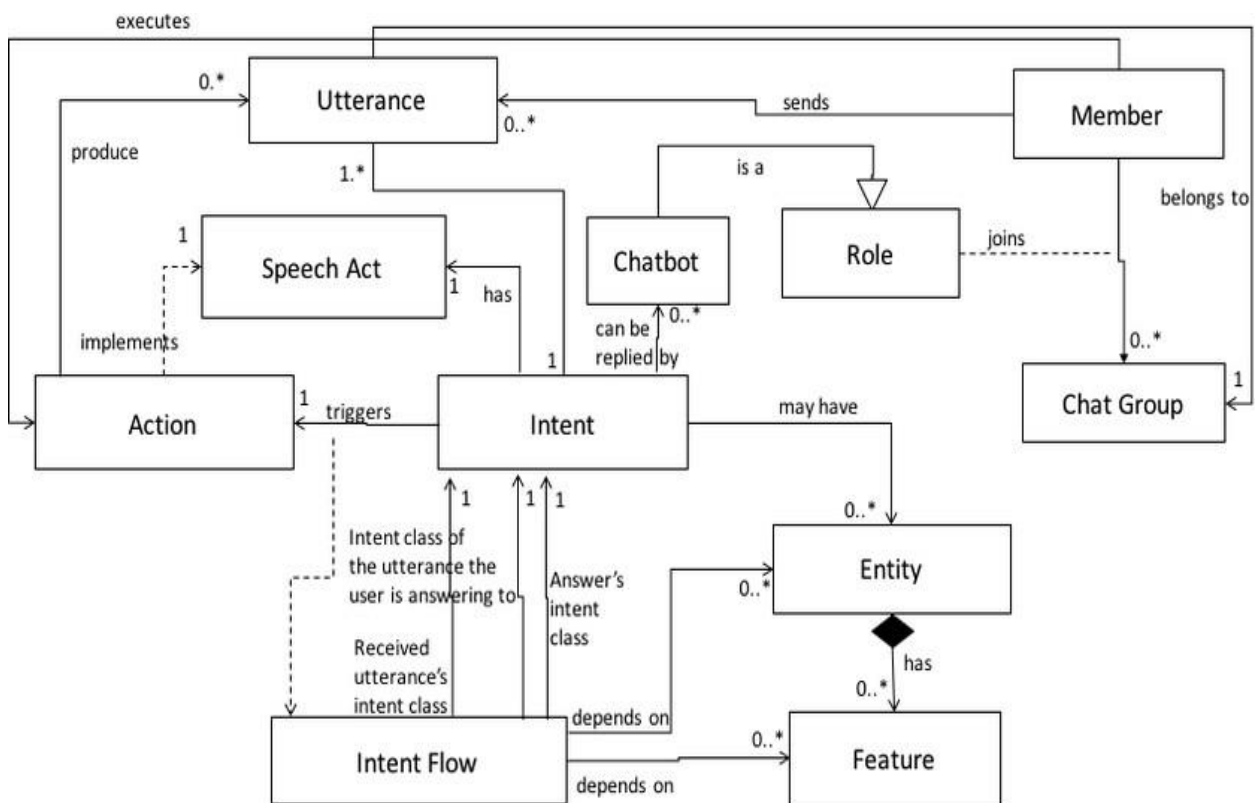 executes
0.*
Utterance
0..*
sends
Member
produce
1.*
is a
belongs to
1
Speech Act
1
has
Chatbot
Role
joins
implements
0..*
can be
replied by
1
0..*
1
Action
1
triggers
Intent
may have
Chat Group
1
1
1
0..*
Intent class of
the utterance the
user is answering to
Answer's
intent
class
Entity
0..*
Received
utterance's
intent class
has
0..*
depends on
Intent Flow
0..*
depends on
Feature